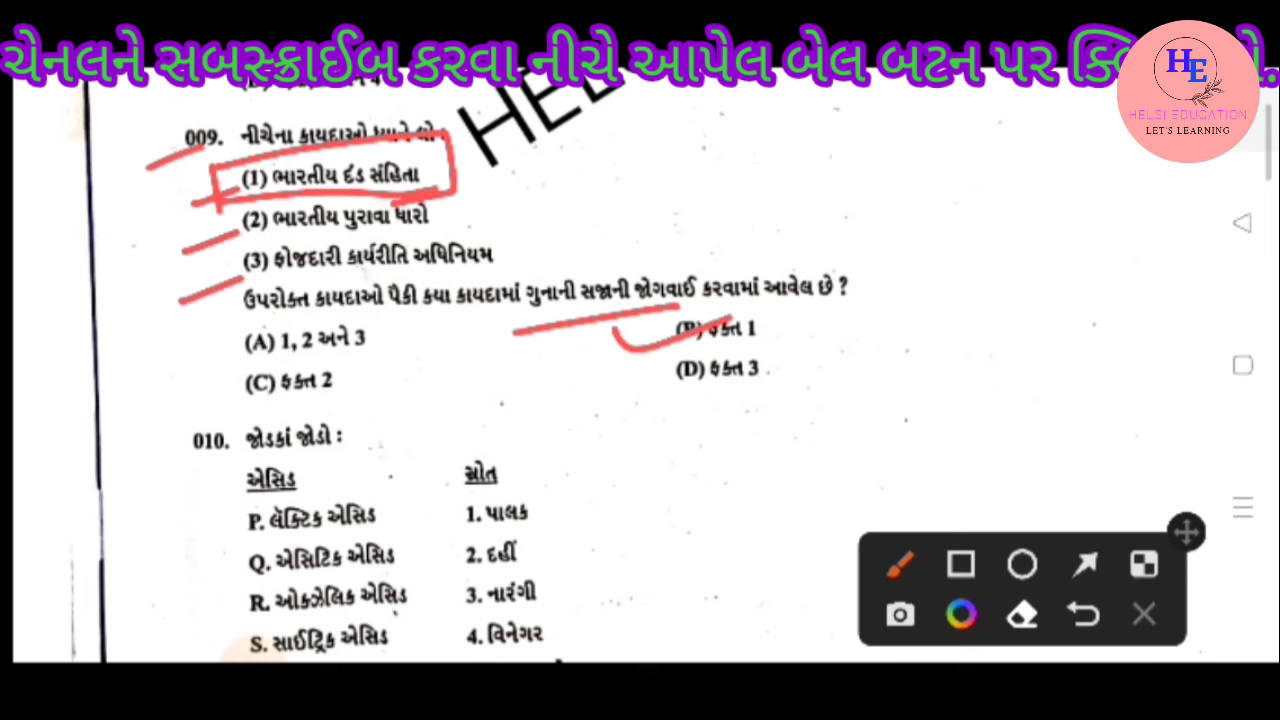 ચેનલને સબસ્ક્રાઈબ કરવા નીચે આપેલ બેલ બટન પર
HE
HELSI EDUCATION
LET'S LEARNING
009. નીચેના કાયદાઓ ધ્યાને લો
(1) ભારતીય દંડ સંહિતા
(2) ભારતીય પુરાવા ધારો
(3) ફોજદારી કાર્યરીતિ અધિનિયમ
ઉપરોક્ત કાયદાઓ પૈકી કયા કાયદામાં ગુનાની સજાની જોગવાઈ કરવામાં આવેલ છે ?
(A) 1, 2 અને 3 (B) ફક્ત 1
(C) ફક્ત 2 (D) ફક્ત 3
010. જોડકાં જોડો :
એસિડ સ્રોત
P. લૅક્ટિક એસિડ 1. પાલક
Q. એસિટિક એસિડ 2. દહીં
R. ઓક્ઝેલિક એસિડ 3. નારંગી
S. સાઈટ્રિક એસિડ 4. વિનેગર